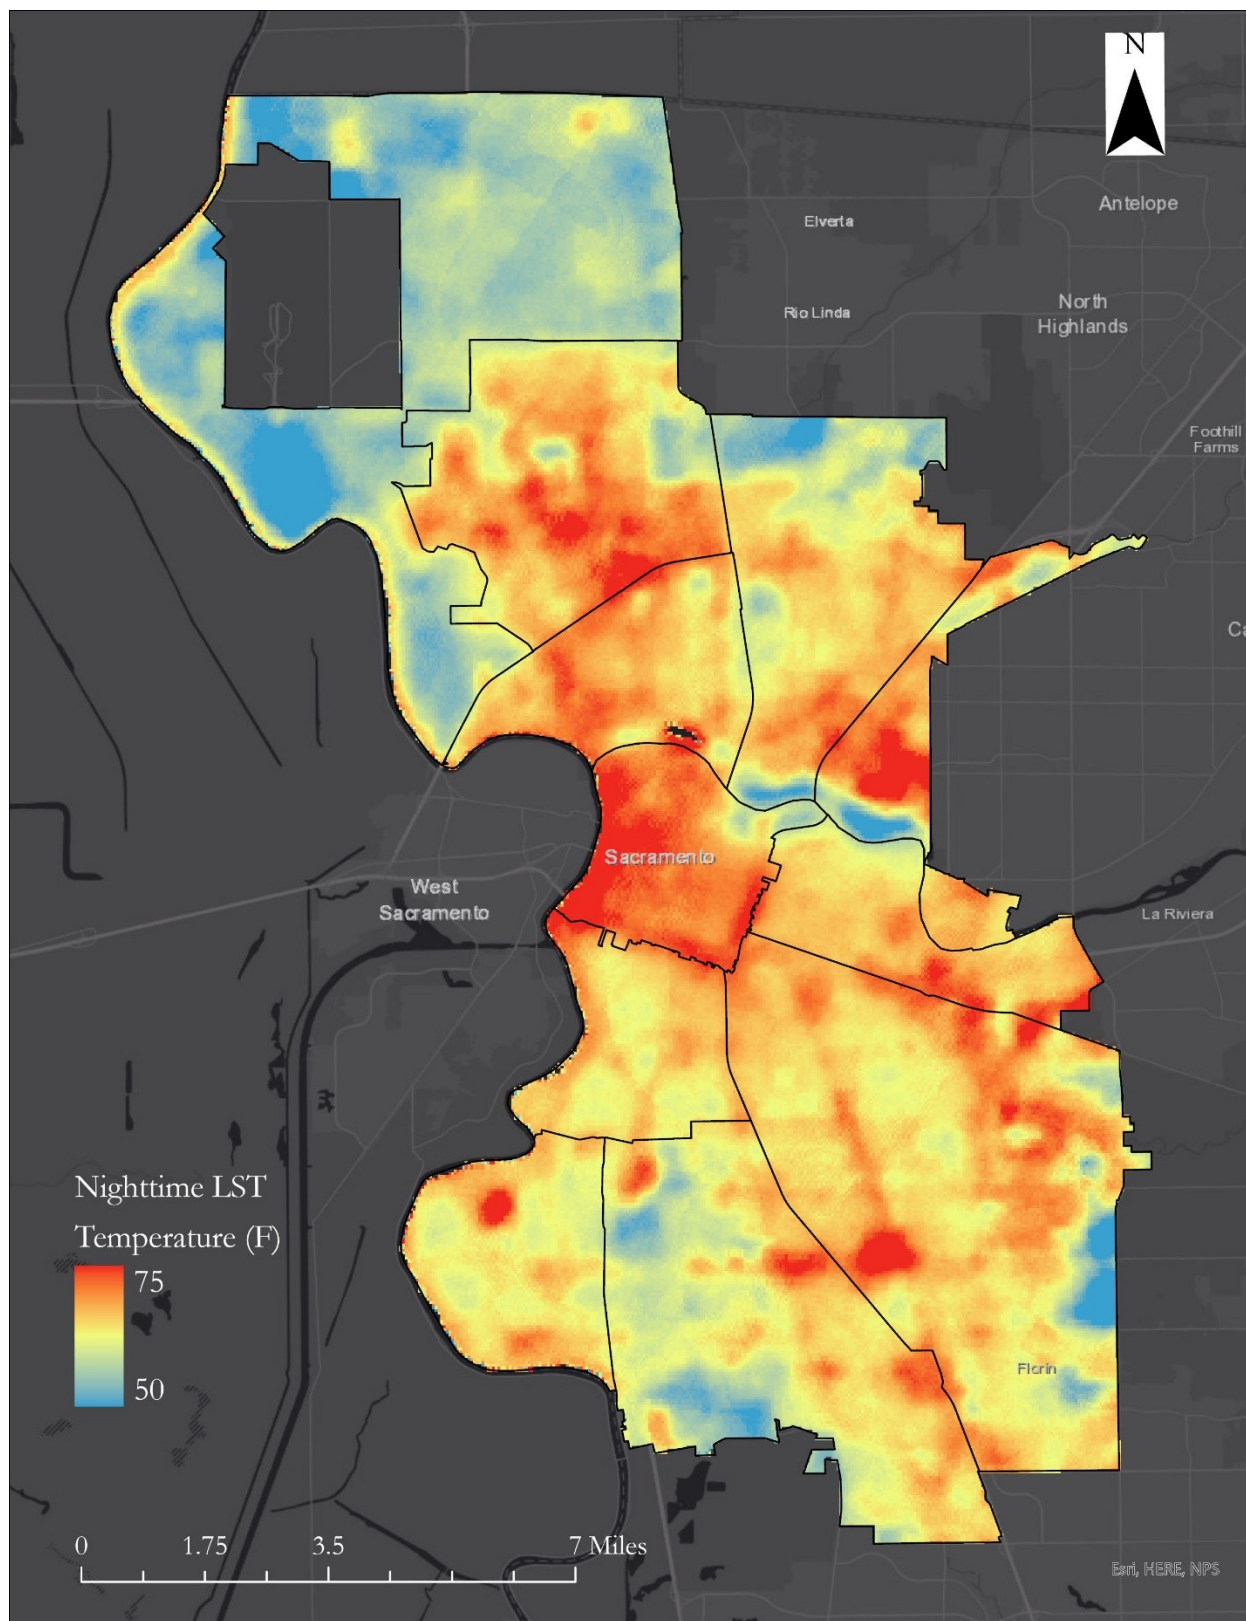 N
Antelope
Elverta
North
Highlands
Rio Linda
Foothill
Farms
Sacramento
West
Sacramento
La Riviera
Nighttime LST
Temperature (F)
75
50
Florin
0 1.75 3.5 7 Miles
Esri, HERE, NPS